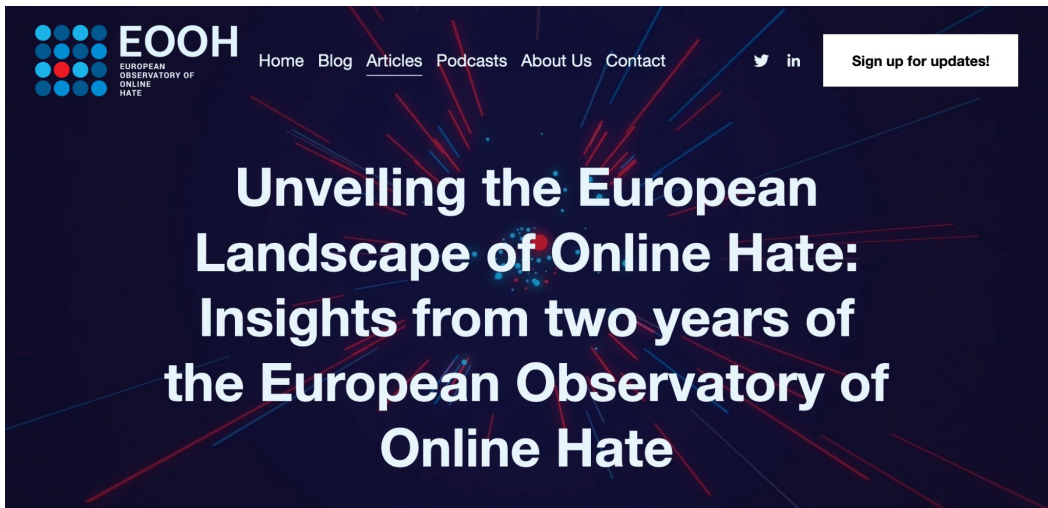 EOOH
EUROPEAN
OBSERVATORY OF
ONLINE
HATE
Home Blog Articles Podcasts About Us Contact
in
Sign up for updates!
Unveiling the European
Landscape of Online Hate:
Insights from two years of
the European Observatory of
Online Hate